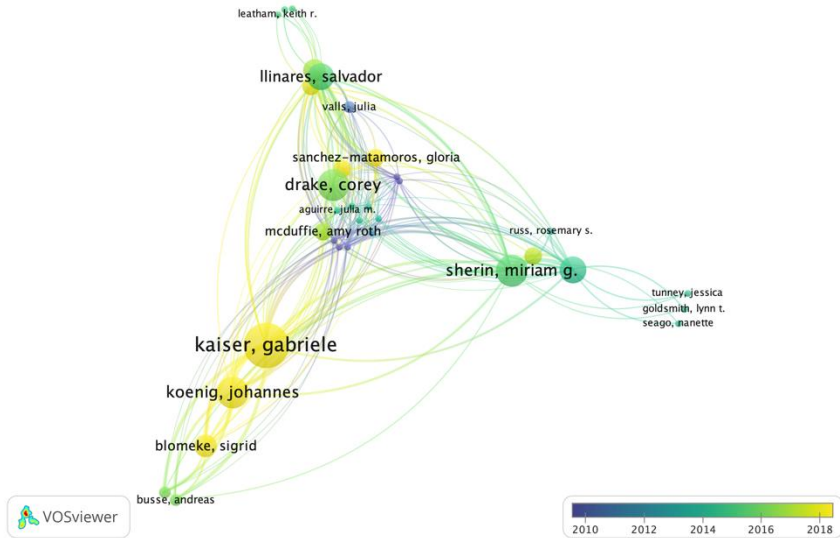 leatham, keith r.
llinares, salvador
valls, julia
sanchez-matamoros, gloria
drake, corey
aguirre, julia m.
mcduffie, amy roth
russ, rosemary s.
sherin, miriam g.
tunney, jessica
goldsmith, lynn t.
seago, nanette
kaiser, gabriele
koenig, johannes
blomeke, sigrid
busse, andreas
VOSviewer
2010 2012 2014 2016 2018